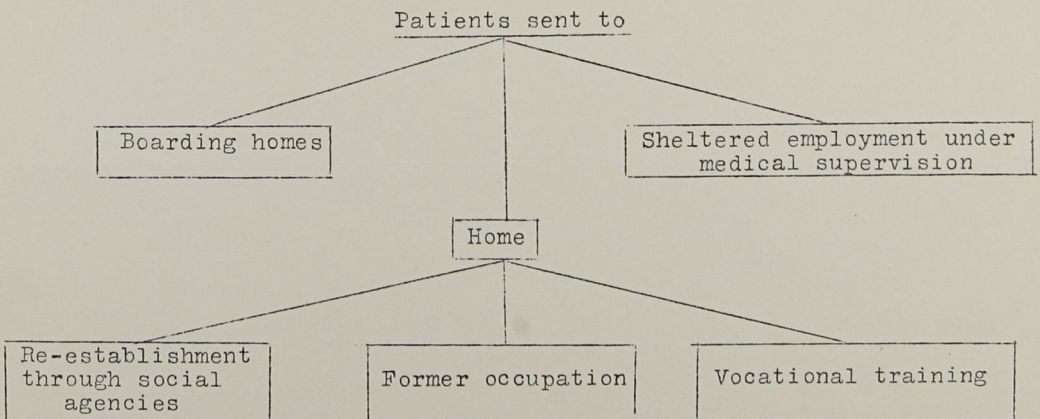 Patients sent to
Boarding homes
Sheltered employment under
medical supervision
Home
Re-establishment
through social
agencies
Former occupation
Vocational training